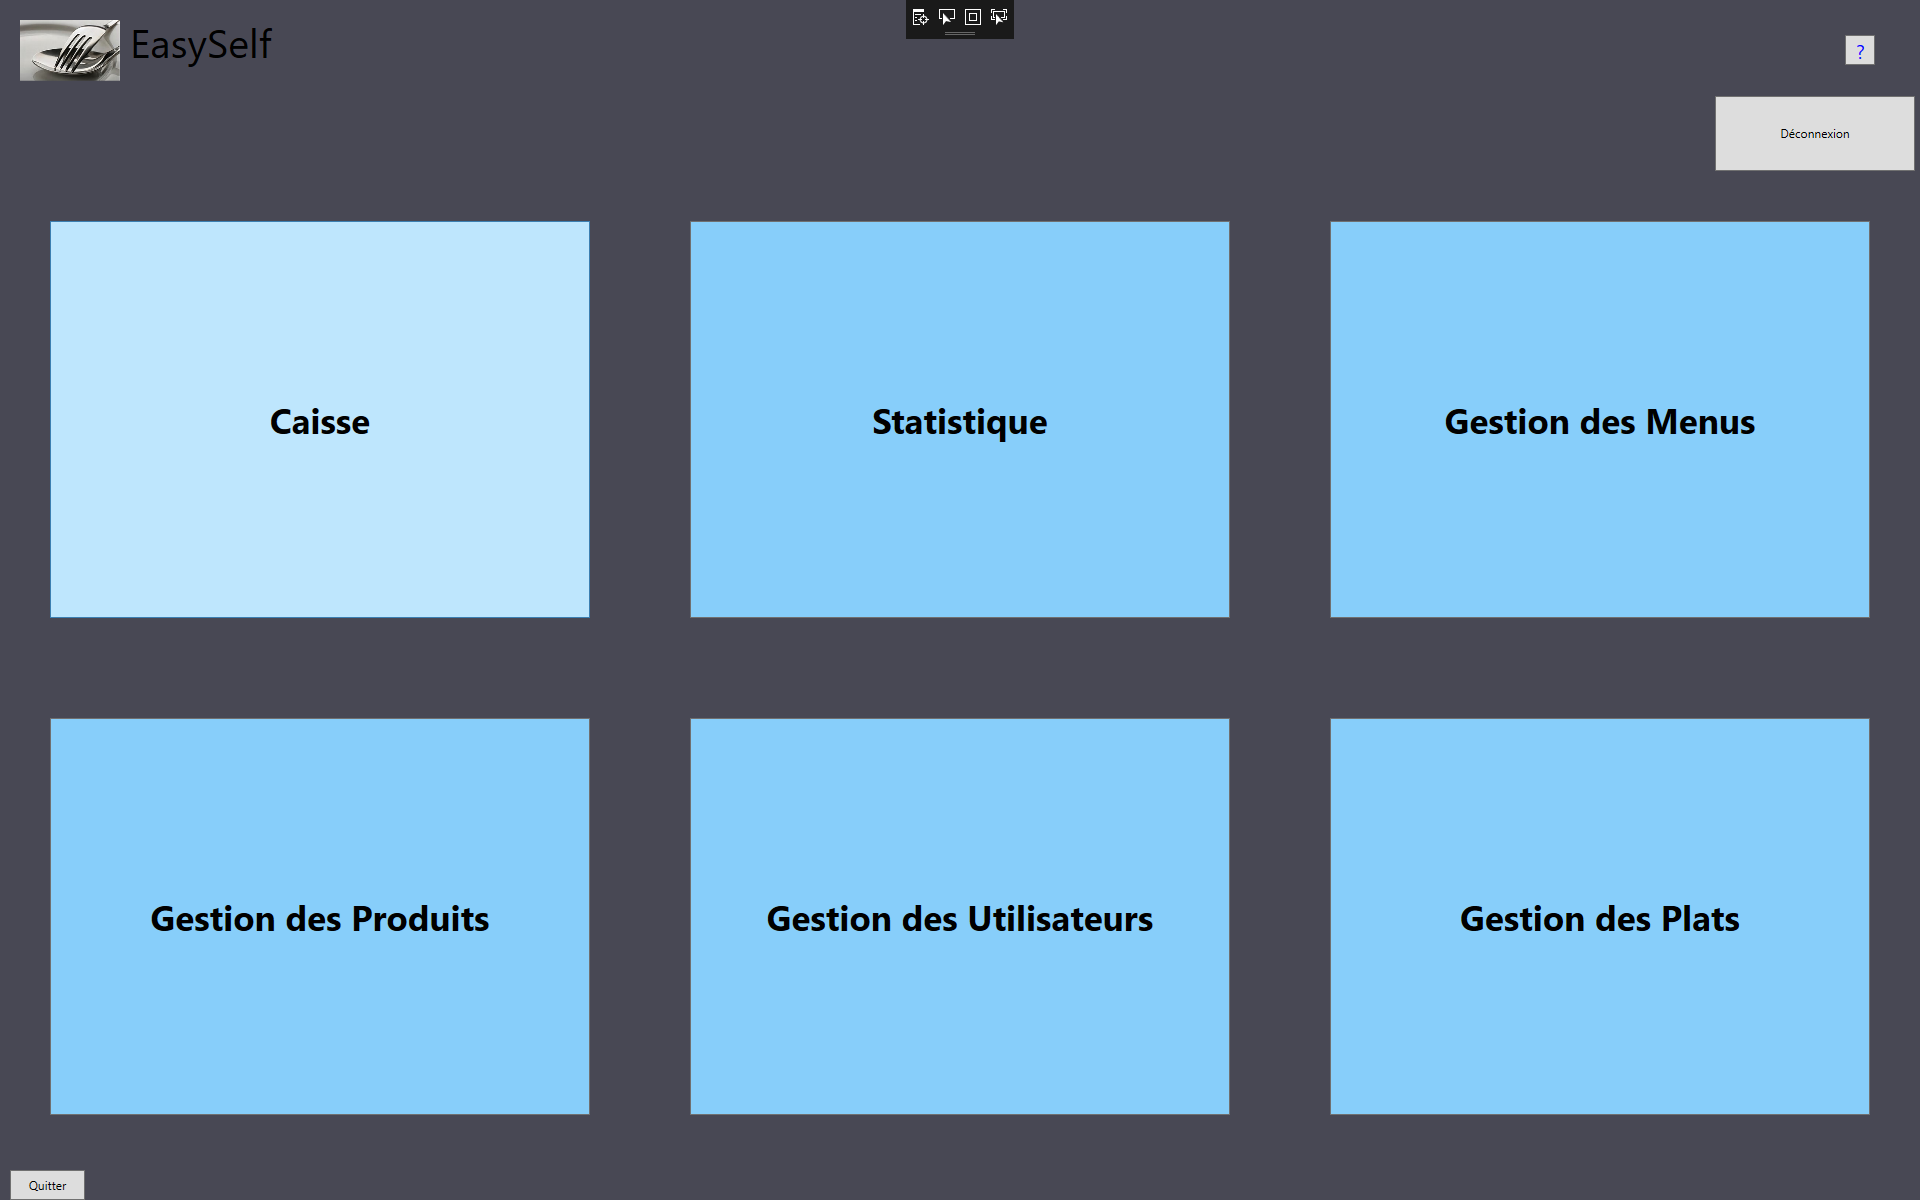 EasySelf
?
Déconnexion
Caisse
Statistique
Gestion des Menus
Gestion des Produits
Gestion des Utilisateurs
Gestion des Plats
Quitter